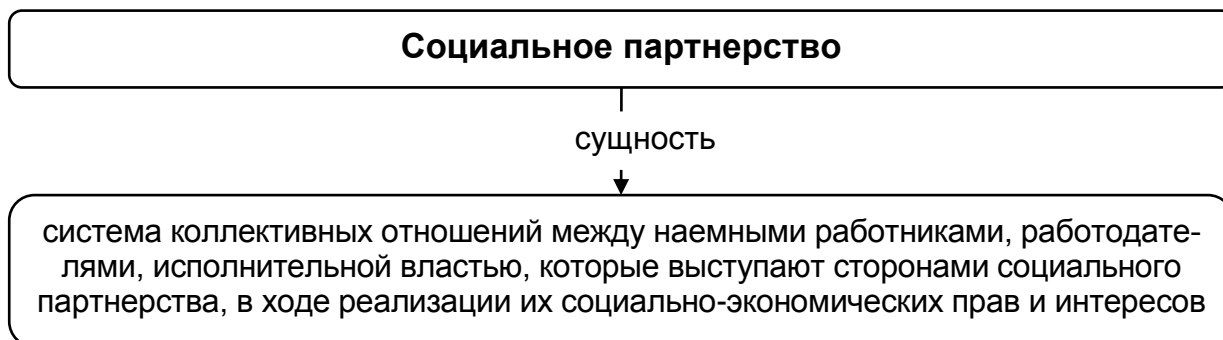 Социальное партнерство
сущность
система коллективных отношений между наемными работниками, работодате-
лями, исполнительной властью, которые выступают сторонами социального
партнерства, в ходе реализации их социально-экономических прав и интересов